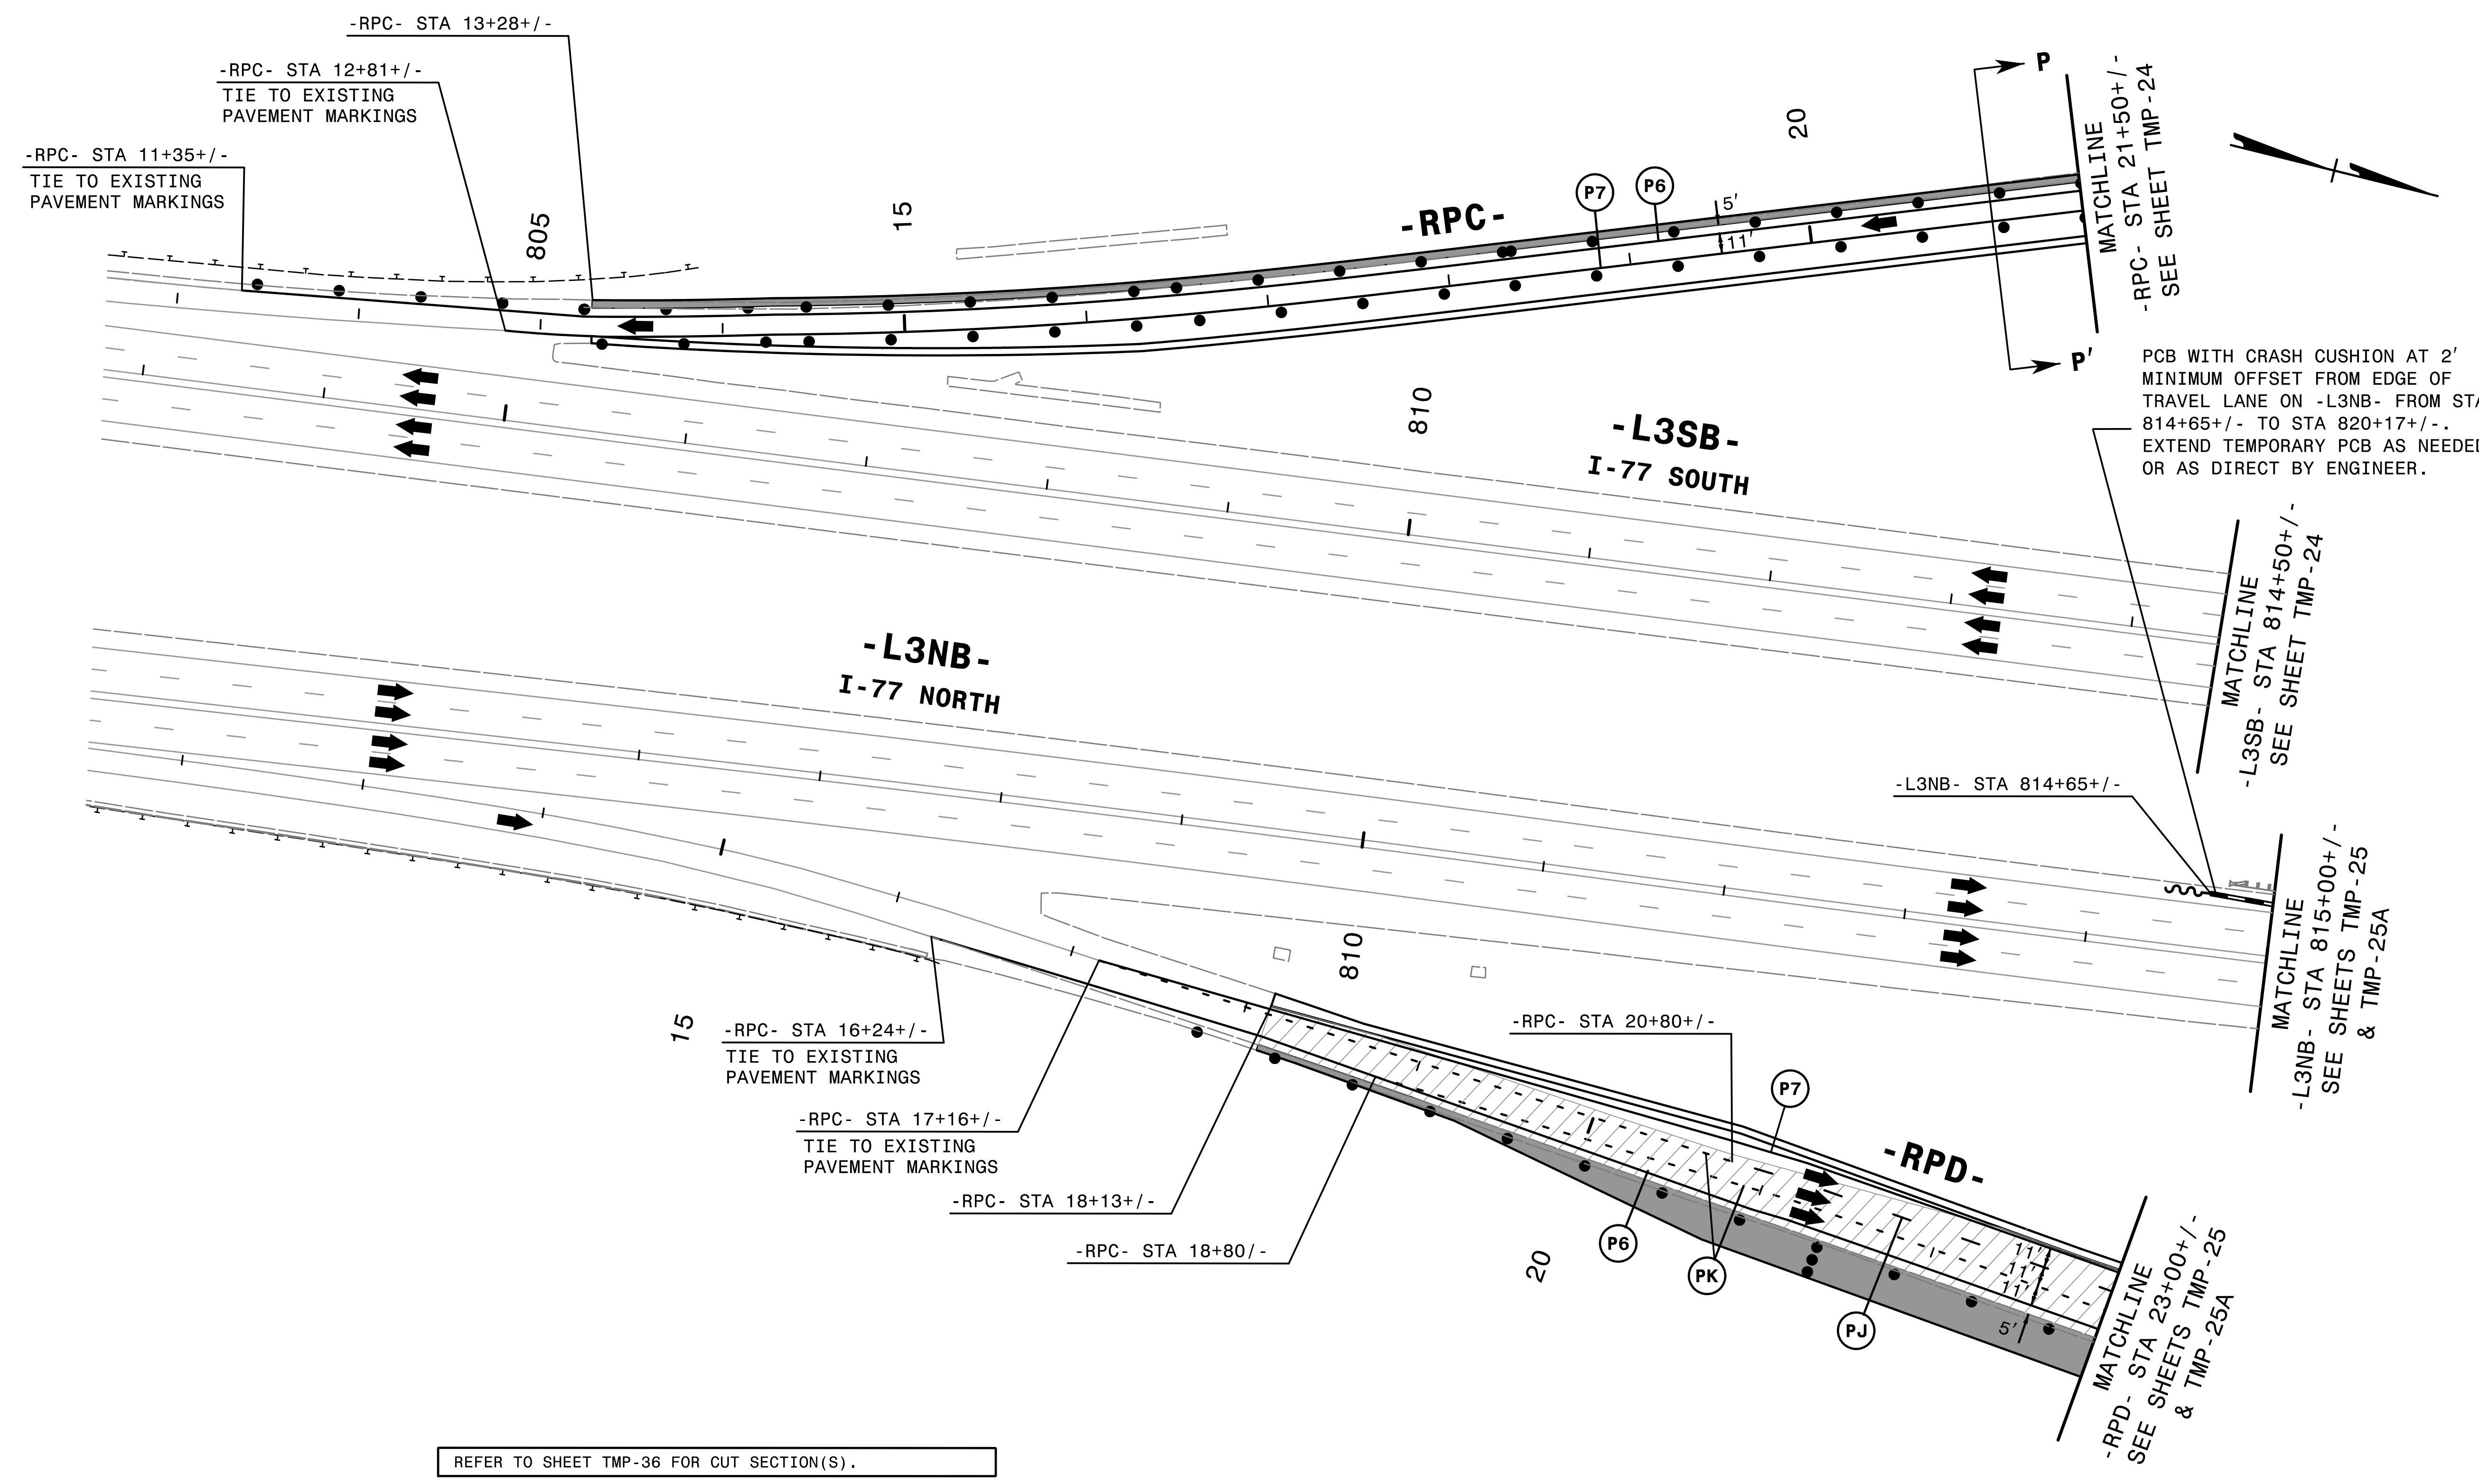 -RPC- STA 13+28+/-
-RPC- STA 12+81+/-
TIE TO EXISTING
PAVEMENT MARKINGS
-RPC- STA 11+35+/-
TIE TO EXISTING
PAVEMENT MARKINGS
805
15
-RPC-
P7
P6
5'
11'
20
P
P'
MATCHLINE
-RPC- STA 21+50+/-
SEE SHEET TMP-24
PCB WITH CRASH CUSHION AT 2'
MINIMUM OFFSET FROM EDGE OF
TRAVEL LANE ON -L3NB- FROM STA
814+65+/- TO STA 820+17+/-.
EXTEND TEMPORARY PCB AS NEEDED
OR AS DIRECT BY ENGINEER.
810
-L3SB-
I-77 SOUTH
MATCHLINE
-L3SB- STA 814+50+/-
SEE SHEET TMP-24
-L3NB-
I-77 NORTH
-L3NB- STA 814+65+/-
MATCHLINE
-L3NB- STA 815+00+/-
SEE SHEETS TMP-25
& TMP-25A
810
15
-RPC- STA 16+24+/-
TIE TO EXISTING
PAVEMENT MARKINGS
-RPC- STA 17+16+/-
TIE TO EXISTING
PAVEMENT MARKINGS
-RPC- STA 18+13+/-
-RPC- STA 18+80/-
-RPC- STA 20+80+/-
P7
-RPD-
P6
PK
PJ
20
11'
11'
11'
5'
MATCHLINE
-RPD- STA 23+00+/-
SEE SHEETS TMP-25
& TMP-25A
REFER TO SHEET TMP-36 FOR CUT SECTION(S).